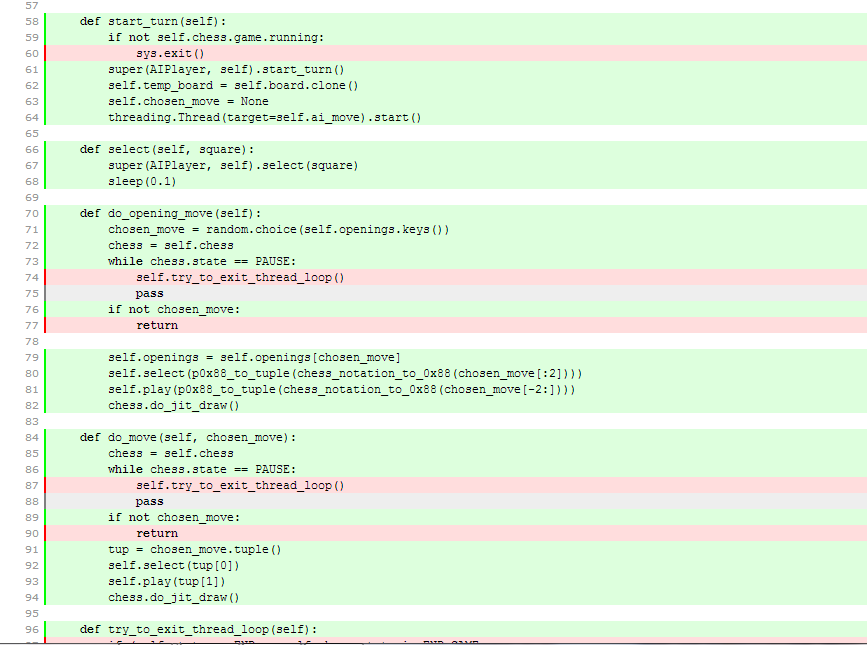 57
58 def start_turn(self):
59 if not self.chess.game.running:
60 sys.exit()
61 super(AIPlayer, self).start_turn()
62 self.temp_board = self.board.clone()
63 self.chosen_move = None
64 threading.Thread(target=self.ai_move).start()
65
66 def select(self, square):
67 super(AIPlayer, self).select(square)
68 sleep(0.1)
69
70 def do_opening_move(self):
71 chosen_move = random.choice(self.openings.keys())
72 chess = self.chess
73 while chess.state == PAUSE:
74 self.try_to_exit_thread_loop()
75 pass
76 if not chosen_move:
77 return
78
79 self.openings = self.openings[chosen_move]
80 self.select(p0x88_to_tuple(chess_notation_to_0x88(chosen_move[:2])))
81 self.play(p0x88_to_tuple(chess_notation_to_0x88(chosen_move[-2:])))
82 chess.do_jit_draw()
83
84 def do_move(self, chosen_move):
85 chess = self.chess
86 while chess.state == PAUSE:
87 self.try_to_exit_thread_loop()
88 pass
89 if not chosen_move:
90 return
91 tup = chosen_move.tuple()
92 self.select(tup[0])
93 self.play(tup[1])
94 chess.do_jit_draw()
95
96 def try_to_exit_thread_loop(self):